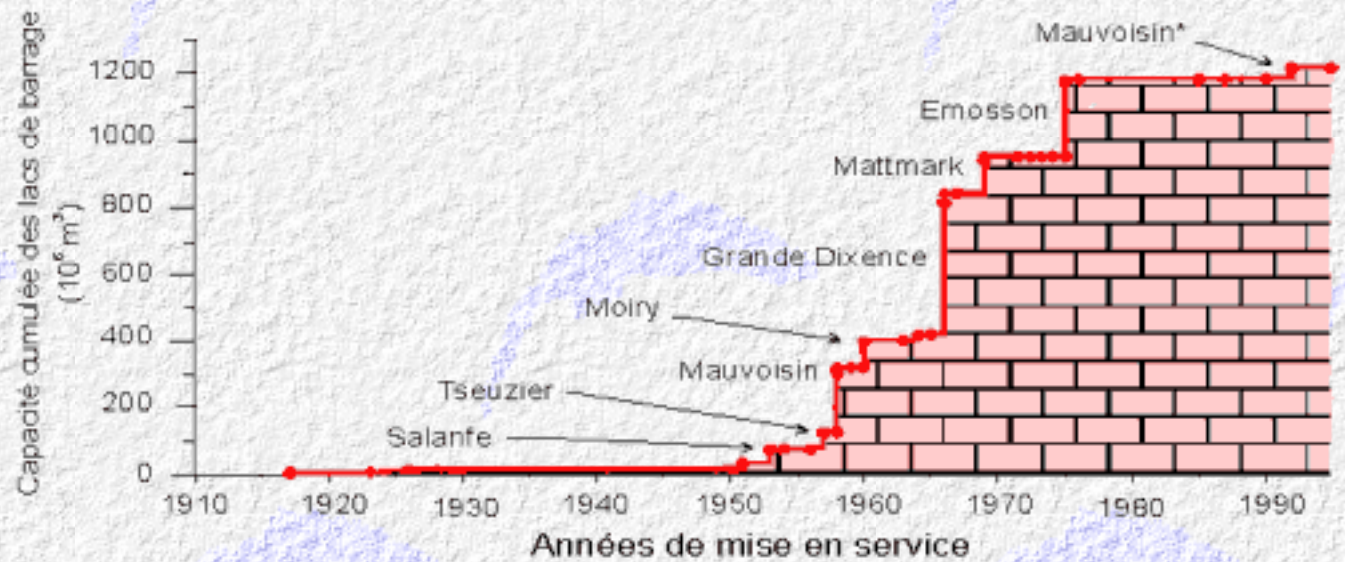 Capacité cumulée des lacs de barrage
(10⁶ m³)
1200
1000
800
600
400
200
0
Mauvoisin*
Emosson
Mattmark
Grande Dixence
Moiry
Mauvoisin
Tseuzier
Salanfe
1910 1920 1930 1940 1950 1960 1970 1980 1990
Années de mise en service